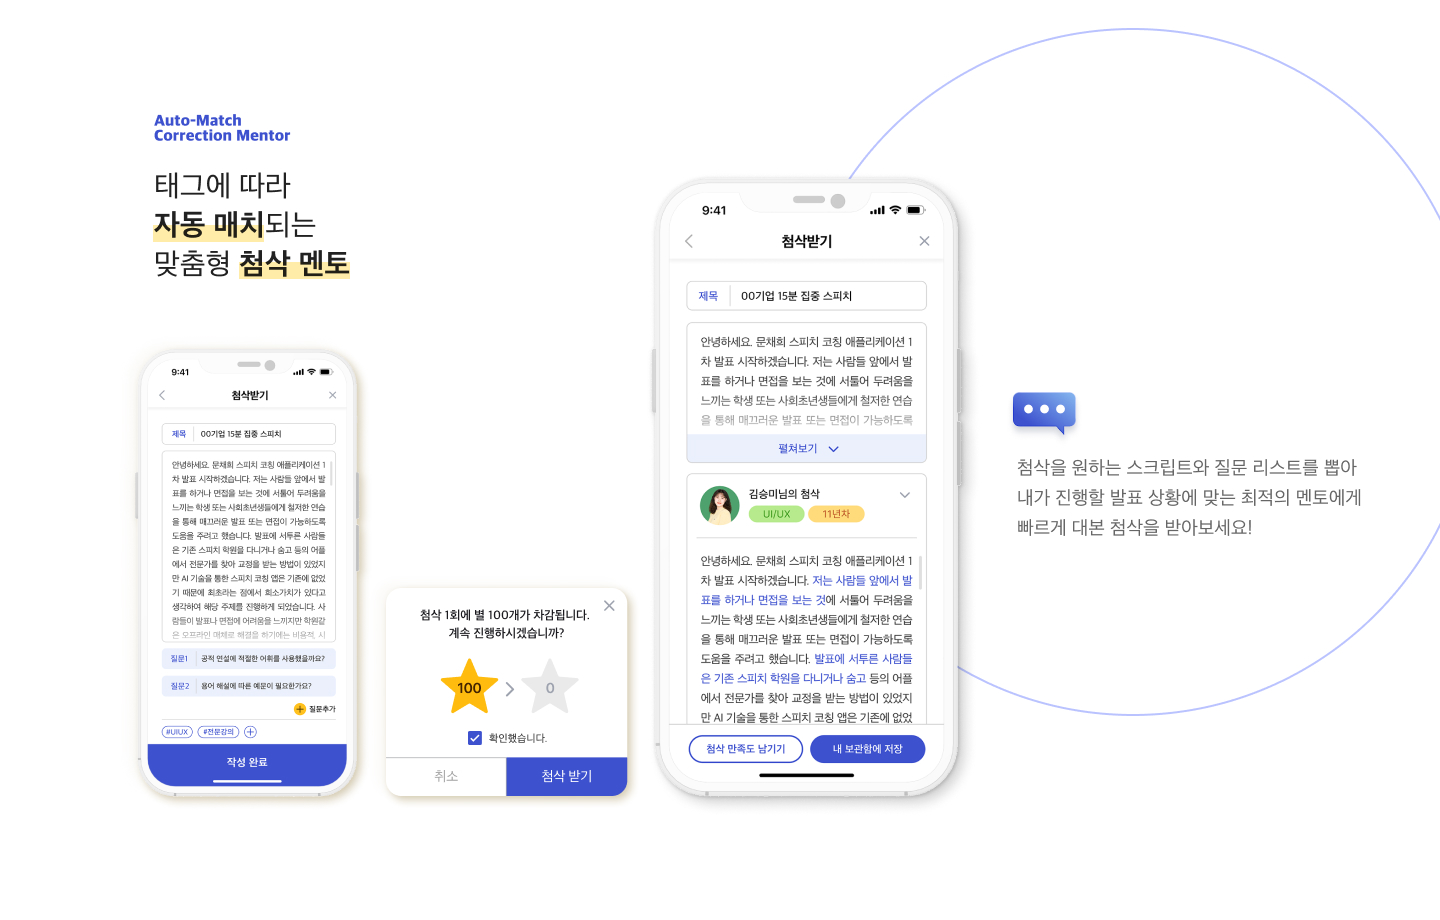 Auto-Match
Correction Mentor
태그에 따라
자동 매치되는
맞춤형 첨삭 멘토
9:41
첨삭받기
제목 00기업 15분 집중 스피치
안녕하세요. 문채희 스피치 코칭 애플리케이션 1
차 발표 시작하겠습니다. 저는 사람들 앞에서 발
표를 하거나 면접을 보는 것에 서툴어 두려움을
느끼는 학생 또는 사회초년생들에게 철저한 연습
을 통해 매끄러운 발표 또는 면접이 가능하도록
도움을 주려고 했습니다. 발표에 서투른 사람들
은 기존 스피치 학원을 다니거나 숨고 등의 어플
에서 전문가를 찾아 교정을 받는 방법이 있었지
만 AI 기술을 통한 스피치 코칭 앱은 기존에 없었
기 때문에 최초라는 점에서 희소가치가 있다고
생각하여 해당 주제를 진행하게 되었습니다. 사
람들이 발표나 면접에 어려움을 느끼지만 학원같
은 오프라인 매체로 해결을 하기에는 비용적, 시
질문1 공적 연설에 적절한 어휘를 사용했을까요?
질문2 용어 해설에 따른 예문이 필요한가요?
질문추가
#UIUX #전문강의
작성 완료
첨삭 1회에 별 100개가 차감됩니다.
계속 진행하시겠습니까?
100 0
확인했습니다.
취소 첨삭 받기
9:41
첨삭받기
제목 00기업 15분 집중 스피치
안녕하세요. 문채희 스피치 코칭 애플리케이션 1
차 발표 시작하겠습니다. 저는 사람들 앞에서 발
표를 하거나 면접을 보는 것에 서툴어 두려움을
느끼는 학생 또는 사회초년생들에게 철저한 연습
을 통해 매끄러운 발표 또는 면접이 가능하도록
펼쳐보기
김승미님의 첨삭
UI/UX 11년차
안녕하세요. 문채희 스피치 코칭 애플리케이션 1
차 발표 시작하겠습니다. 저는 사람들 앞에서 발
표를 하거나 면접을 보는 것에 서툴어 두려움을
느끼는 학생 또는 사회초년생들에게 철저한 연습
을 통해 매끄러운 발표 또는 면접이 가능하도록
도움을 주려고 했습니다. 발표에 서투른 사람들
은 기존 스피치 학원을 다니거나 숨고 등의 어플
에서 전문가를 찾아 교정을 받는 방법이 있었지
만 AI 기술을 통한 스피치 코칭 앱은 기존에 없었
첨삭 만족도 남기기 내 보관함에 저장
첨삭을 원하는 스크립트와 질문 리스트를 뽑아
내가 진행할 발표 상황에 맞는 최적의 멘토에게
빠르게 대본 첨삭을 받아보세요!